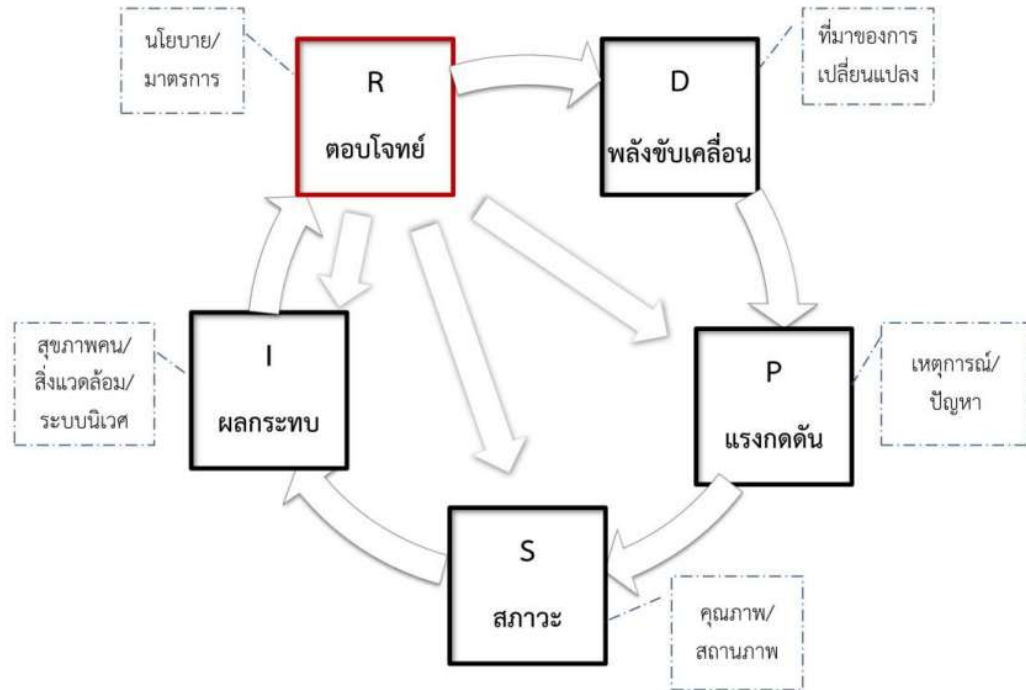 นโยบาย/
มาตรการ
R
ตอบโจทย์
D
พลังขับเคลื่อน
ที่มาของการ
เปลี่ยนแปลง
สุขภาพคน/
สิ่งแวดล้อม/
ระบบนิเวศ
I
ผลกระทบ
P
แรงกดดัน
เหตุการณ์/
ปัญหา
S
สภาวะ
คุณภาพ/
สถานภาพ